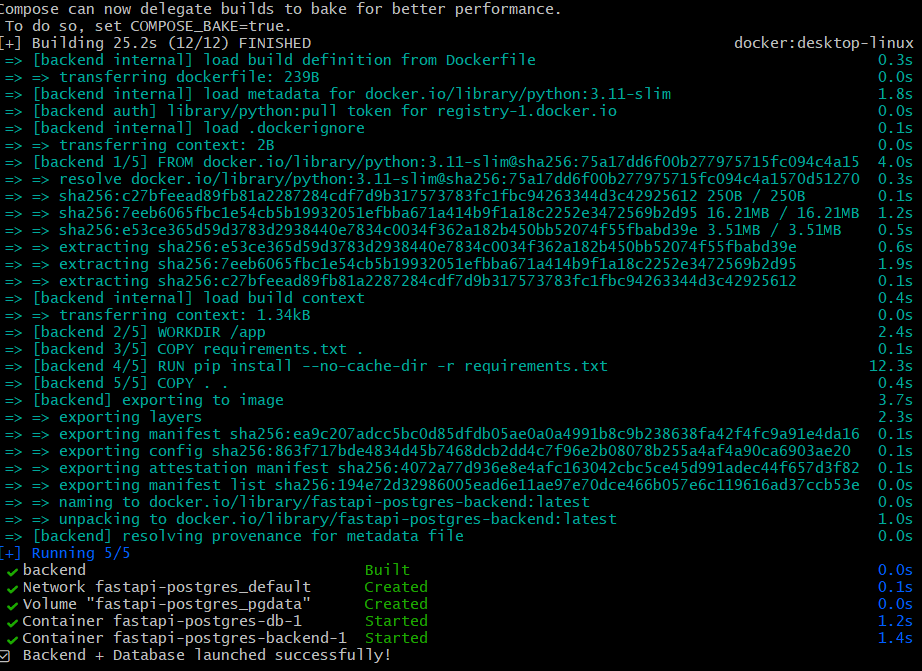 Compose can now delegate builds to bake for better performance.
To do so, set COMPOSE_BAKE=true.
[+] Building 25.2s (12/12) FINISHED docker:desktop-linux
=> [backend internal] load build definition from Dockerfile 0.3s
=> => transferring dockerfile: 239B 0.0s
=> [backend internal] load metadata for docker.io/library/python:3.11-slim 1.8s
=> [backend auth] library/python:pull token for registry-1.docker.io 0.0s
=> [backend internal] load .dockerignore 0.1s
=> => transferring context: 2B 0.0s
=> [backend 1/5] FROM docker.io/library/python:3.11-slim@sha256:75a17dd6f00b277975715fc094c4a15 4.0s
=> => resolve docker.io/library/python:3.11-slim@sha256:75a17dd6f00b277975715fc094c4a1570d51270 0.3s
=> => sha256:c27bfeead89fb81a2287284cdf7d9b317573783fc1fbc94263344d3c42925612 250B / 250B 0.1s
=> => sha256:7eeb6065fbc1e54cb5b19932051efbba671a414b9f1a18c2252e3472569b2d95 16.21MB / 16.21MB 1.2s
=> => sha256:e53ce365d59d3783d2938440e7834c0034f362a182b450bb52074f55fbabd39e 3.51MB / 3.51MB 0.5s
=> => extracting sha256:e53ce365d59d3783d2938440e7834c0034f362a182b450bb52074f55fbabd39e 0.6s
=> => extracting sha256:7eeb6065fbc1e54cb5b19932051efbba671a414b9f1a18c2252e3472569b2d95 1.9s
=> => extracting sha256:c27bfeead89fb81a2287284cdf7d9b317573783fc1fbc94263344d3c42925612 0.1s
=> [backend internal] load build context 0.4s
=> => transferring context: 1.34kB 0.0s
=> [backend 2/5] WORKDIR /app 2.4s
=> [backend 3/5] COPY requirements.txt . 0.1s
=> [backend 4/5] RUN pip install --no-cache-dir -r requirements.txt 12.3s
=> [backend 5/5] COPY . . 0.4s
=> [backend] exporting to image 3.7s
=> => exporting layers 2.3s
=> => exporting manifest sha256:ea9c207adcc5bc0d85dfdb05ae0a0a4991b8c9b238638fa42f4fc9a91e4da16 0.1s
=> => exporting config sha256:863f717bde4834d45b7468dcb2dd4c7f96e2b08078b255a4af4a90ca6903ae20 0.1s
=> => exporting attestation manifest sha256:4072a77d936e8e4afc163042cbc5ce45d991adec44f657d3f82 0.1s
=> => exporting manifest list sha256:194e72d32986005ead6e11ae97e70dce466b057e6c119616ad37ccb53e 0.0s
=> => naming to docker.io/library/fastapi-postgres-backend:latest 0.0s
=> => unpacking to docker.io/library/fastapi-postgres-backend:latest 1.0s
=> [backend] resolving provenance for metadata file 0.0s
[+] Running 5/5
✔ backend Built 0.0s
✔ Network fastapi-postgres_default Created 0.1s
✔ Volume "fastapi-postgres_pgdata" Created 0.0s
✔ Container fastapi-postgres-db-1 Started 1.2s
✔ Container fastapi-postgres-backend-1 Started 1.4s
☑ Backend + Database launched successfully!